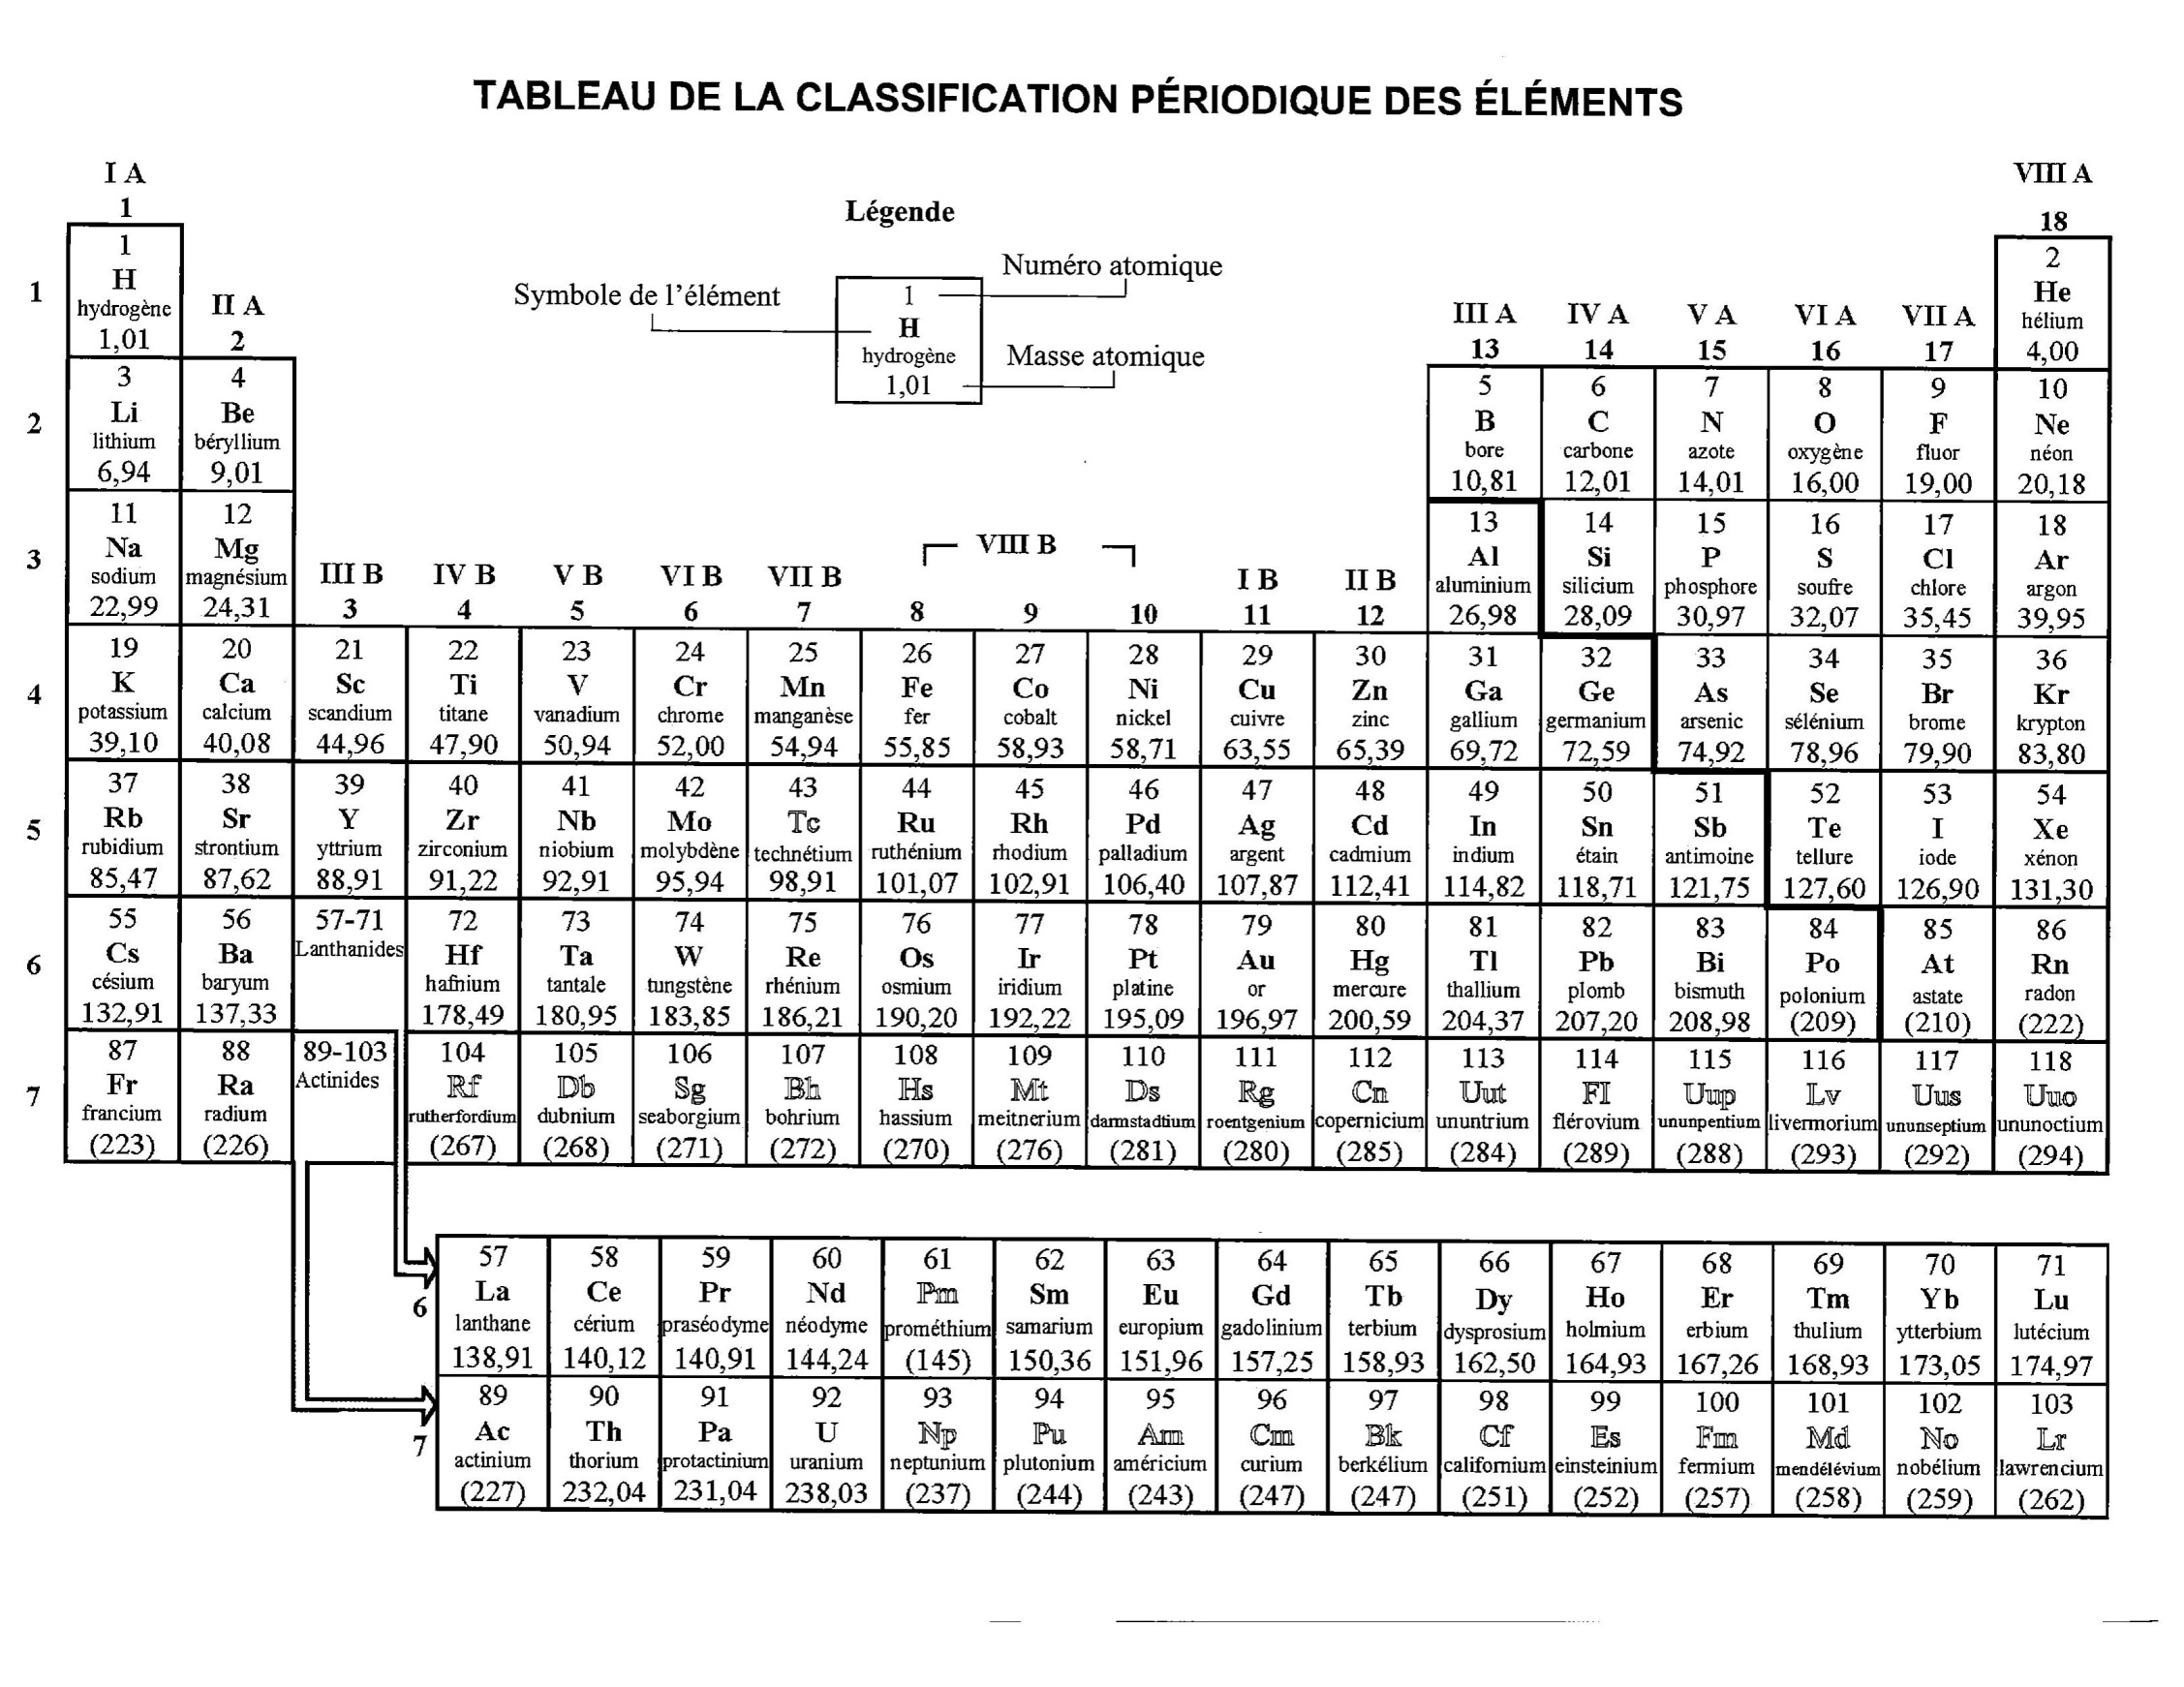 TABLEAU DE LA CLASSIFICATION PÉRIODIQUE DES ÉLÉMENTS
I A VIII A
1 18
Légende
Symbole de l'élément
Numéro atomique
Masse atomique
1
H
hydrogène
1,01
II A III A IV A V A VI A VII A
2 13 14 15 16 17
1
1 2
H He
hydrogène hélium
1,01 4,00
2
3 4 5 6 7 8 9 10
Li Be B C N O F Ne
lithium béryllium bore carbone azote oxygène fluor néon
6,94 9,01 10,81 12,01 14,01 16,00 19,00 20,18
3
11 12 13 14 15 16 17 18
Na Mg Al Si P S Cl Ar
sodium magnésium aluminium silicium phosphore soufre chlore argon
22,99 24,31 26,98 28,09 30,97 32,07 35,45 39,95
III B IV B V B VI B VII B VIII B I B II B
3 4 5 6 7 8 9 10 11 12
4
19 20 21 22 23 24 25 26 27 28 29 30 31 32 33 34 35 36
K Ca Sc Ti V Cr Mn Fe Co Ni Cu Zn Ga Ge As Se Br Kr
potassium calcium scandium titane vanadium chrome manganèse fer cobalt nickel cuivre zinc gallium germanium arsenic sélénium brome krypton
39,10 40,08 44,96 47,90 50,94 52,00 54,94 55,85 58,93 58,71 63,55 65,39 69,72 72,59 74,92 78,96 79,90 83,80
5
37 38 39 40 41 42 43 44 45 46 47 48 49 50 51 52 53 54
Rb Sr Y Zr Nb Mo Tc Ru Rh Pd Ag Cd In Sn Sb Te I Xe
rubidium strontium yttrium zirconium niobium molybdène technétium ruthénium rhodium palladium argent cadmium indium étain antimoine tellure iode xénon
85,47 87,62 88,91 91,22 92,91 95,94 98,91 101,07 102,91 106,40 107,87 112,41 114,82 118,71 121,75 127,60 126,90 131,30
6
55 56 57-71 72 73 74 75 76 77 78 79 80 81 82 83 84 85 86
Cs Ba Lanthanides Hf Ta W Re Os Ir Pt Au Hg Tl Pb Bi Po At Rn
césium baryum hafnium tantale tungstène rhénium osmium iridium platine or mercure thallium plomb bismuth polonium astate radon
132,91 137,33 178,49 180,95 183,85 186,21 190,20 192,22 195,09 196,97 200,59 204,37 207,20 208,98 (209) (210) (222)
7
87 88 89-103 104 105 106 107 108 109 110 111 112 113 114 115 116 117 118
Fr Ra Actinides Rf Db Sg Bh Hs Mt Ds Rg Cn Uut Fl Uup Lv Uus Uuo
francium radium rutherfordium dubnium seaborgium bohrium hassium meitnerium darmstadtium roentgenium copernicium ununtrium flérovium ununpentium livermorium ununseptium ununoctium
(223) (226) (267) (268) (271) (272) (270) (276) (281) (280) (285) (284) (289) (288) (293) (292) (294)
6
57 58 59 60 61 62 63 64 65 66 67 68 69 70 71
La Ce Pr Nd Pm Sm Eu Gd Tb Dy Ho Er Tm Yb Lu
lanthane cérium praséodyme néodyme prométhium samarium europium gadolinium terbium dysprosium holmium erbium thulium ytterbium lutécium
138,91 140,12 140,91 144,24 (145) 150,36 151,96 157,25 158,93 162,50 164,93 167,26 168,93 173,05 174,97
7
89 90 91 92 93 94 95 96 97 98 99 100 101 102 103
Ac Th Pa U Np Pu Am Cm Bk Cf Es Fm Md No Lr
actinium thorium protactinium uranium neptunium plutonium américium curium berkélium californium einsteinium fermium mendélévium nobélium lawrencium
(227) 232,04 231,04 238,03 (237) (244) (243) (247) (247) (251) (252) (257) (258) (259) (262)